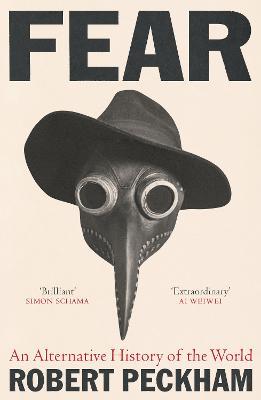 FEAR
'Brilliant'
SIMON SCHAMA
'Extraordinary'
AI WEIWEI
An Alternative History of the World
ROBERT PECKHAM